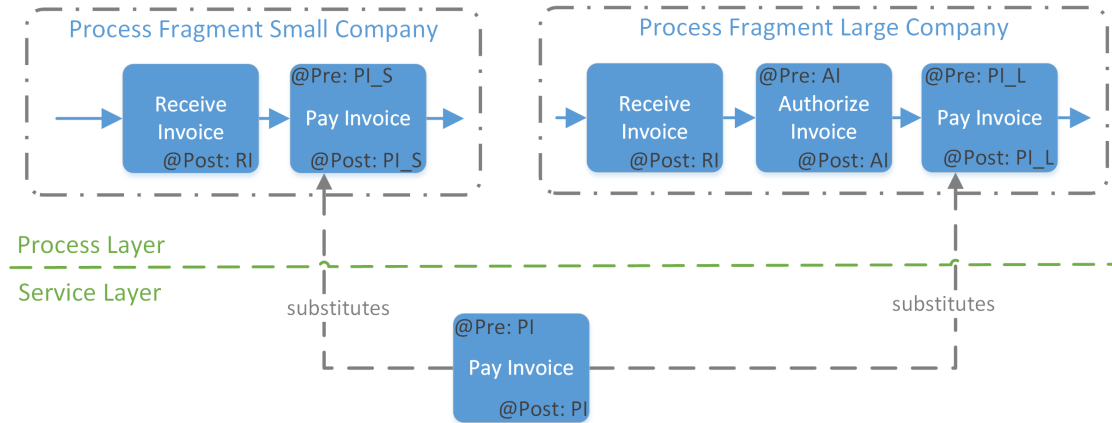 Process Fragment Small Company
@Pre: PI_S
Receive
Invoice
Pay Invoice
@Post: RI
@Post: PI_S
Process Fragment Large Company
@Pre: AI
@Pre: PI_L
Receive
Invoice
Authorize
Invoice
Pay Invoice
@Post: RI
@Post: AI
@Post: PI_L
Process Layer
Service Layer
substitutes
substitutes
@Pre: PI
Pay Invoice
@Post: PI